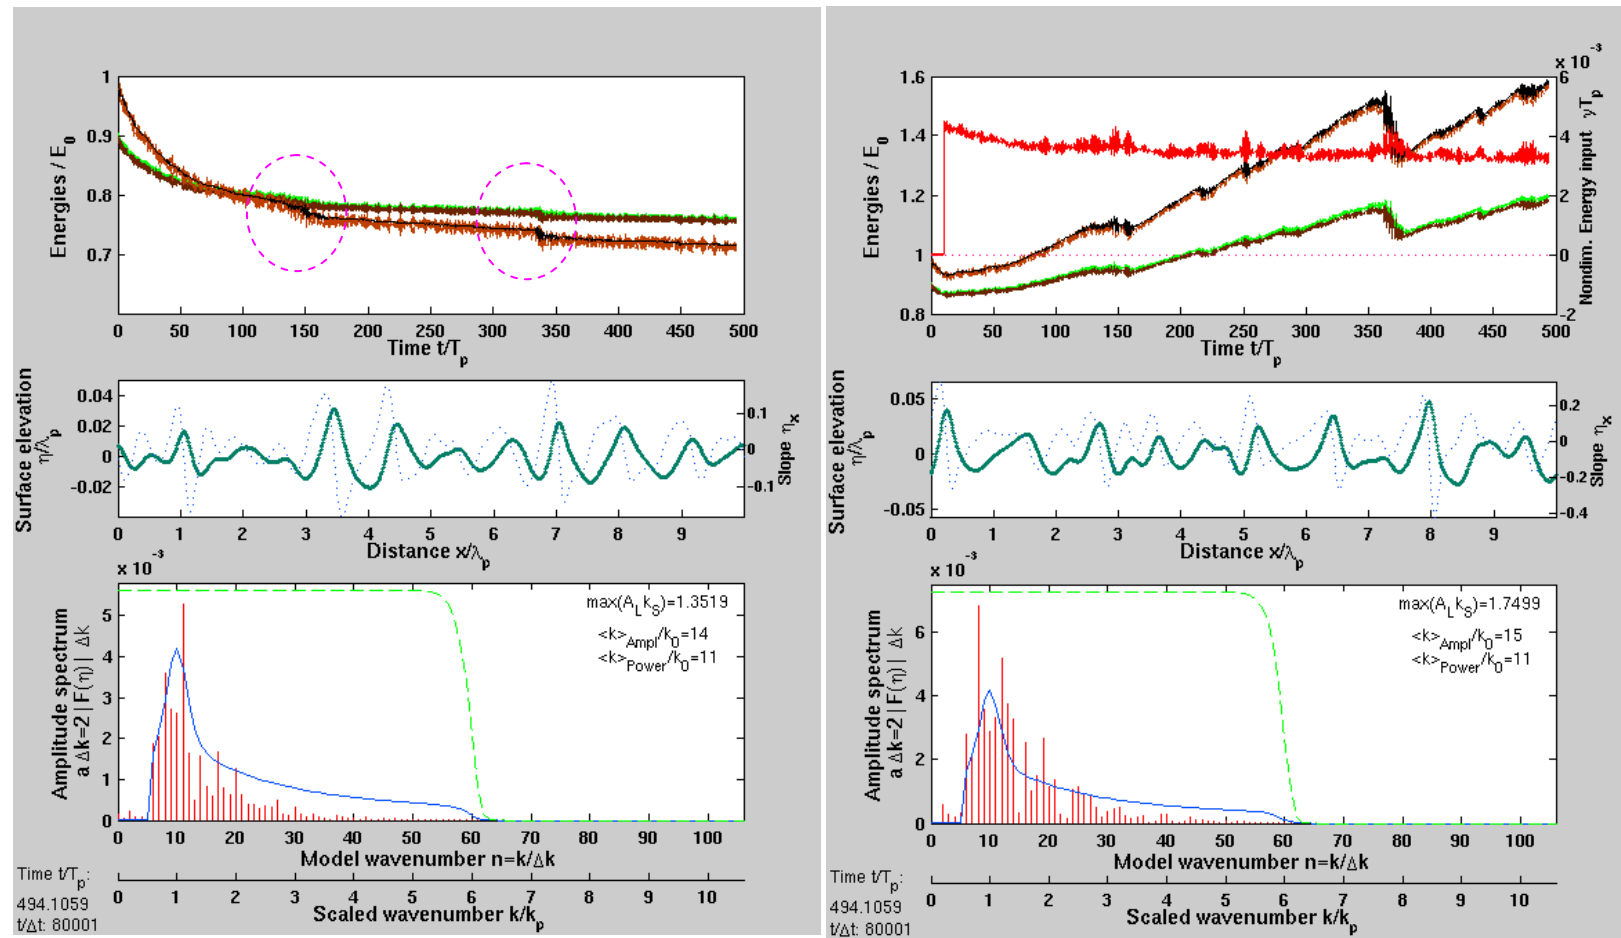 1
0.9
0.8
0.7
Energies / E0
0 50 100 150 200 250 300 350 400 450 500
Time t/Tp
0.04
0.02
0
-0.02
Surface elevation
η/λp
0.1
0
-0.1
Slope ηx
0 1 2 3 4 5 6 7 8 9
Distance x/λp
x 10-3
5
4
3
2
1
0
Amplitude spectrum
a Δk=2 | F(η) | Δk
max(ALkS)=1.3519
<k>Ampl/k0=14
<k>Power/k0=11
10 20 30 40 50 60 70 80 90 100
Model wavenumber n=k/Δk
Time t/Tp:
494.1059
t/Δt: 80001
0 1 2 3 4 5 6 7 8 9 10
Scaled wavenumber k/kp
x 10-3
1.6
1.4
1.2
1
0.8
Energies / E0
6
4
2
0
-2
Nondim. Energy input γTp
0 50 100 150 200 250 300 350 400 450 500
Time t/Tp
0.05
0
-0.05
Surface elevation
η/λp
0.2
0
-0.2
-0.4
Slope ηx
0 1 2 3 4 5 6 7 8 9
Distance x/λp
x 10-3
6
4
2
0
Amplitude spectrum
a Δk=2 | F(η) | Δk
max(ALkS)=1.7499
<k>Ampl/k0=15
<k>Power/k0=11
0 10 20 30 40 50 60 70 80 90 100
Model wavenumber n=k/Δk
Time t/Tp:
494.1059
t/Δt: 80001
0 1 2 3 4 5 6 7 8 9 10
Scaled wavenumber k/kp